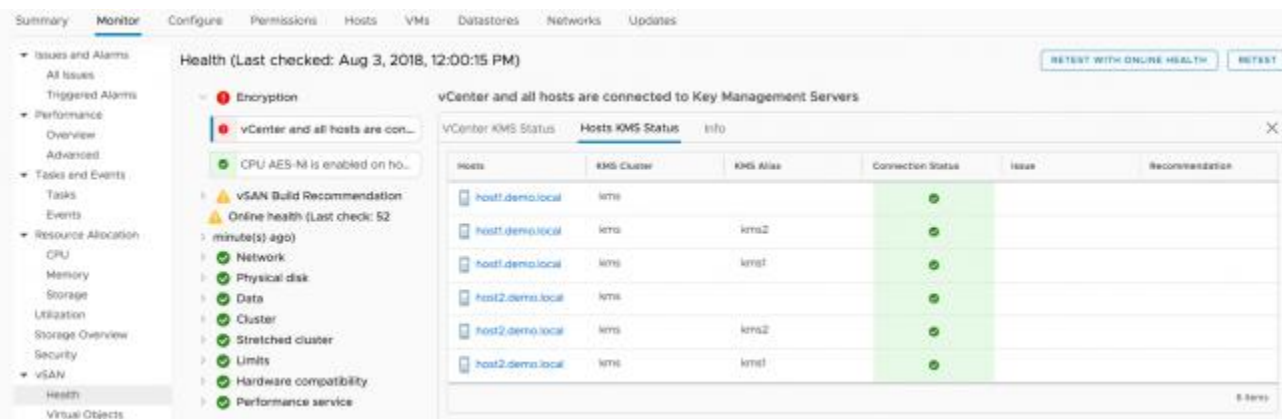 Summary Monitor Configure Permissions Hosts VMs Datastores Networks Updates
Issues and Alarms
All Issues
Triggered Alarms
Performance
Overview
Advanced
Tasks and Events
Tasks
Events
Resource Allocation
CPU
Memory
Storage
Utilization
Storage Overview
Security
vSAN
Health
Virtual Objects
Health (Last checked: Aug 3, 2018, 12:00:15 PM)
RETEST WITH ONLINE HEALTH RETEST
Encryption
vCenter and all hosts are con...
CPU AES-NI is enabled on ho...
vSAN Build Recommendation
Online health (Last check: 52
minute(s) ago)
Network
Physical disk
Data
Cluster
Stretched cluster
Limits
Hardware compatibility
Performance service
vCenter and all hosts are connected to Key Management Servers
VCenter KMS Status Hosts KMS Status Info
Hosts KMS Cluster KMS Alias Connection Status Issue Recommendation
host1.demo.local kms
host1.demo.local kms kms2
host1.demo.local kms kms1
host2.demo.local kms
host2.demo.local kms kms2
host2.demo.local kms kms1
6 items